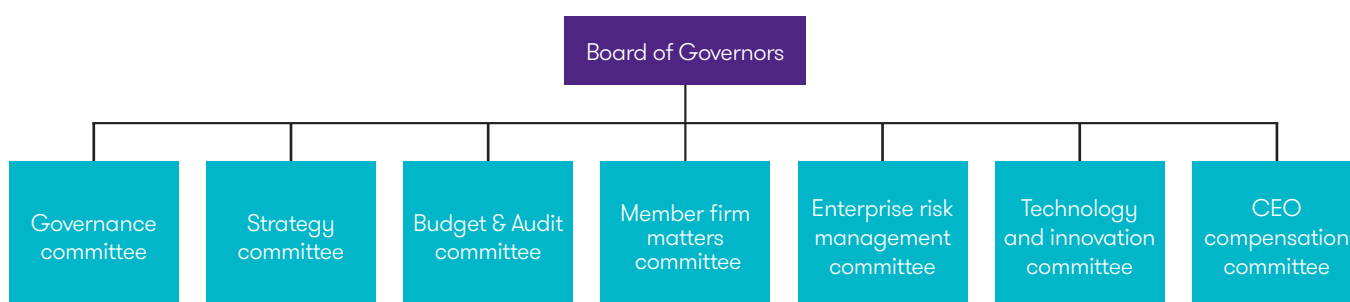 Board of Governors
Governance
committee
Strategy
committee
Budget & Audit
committee
Member firm
matters
committee
Enterprise risk
management
committee
Technology
and innovation
committee
CEO
compensation
committee